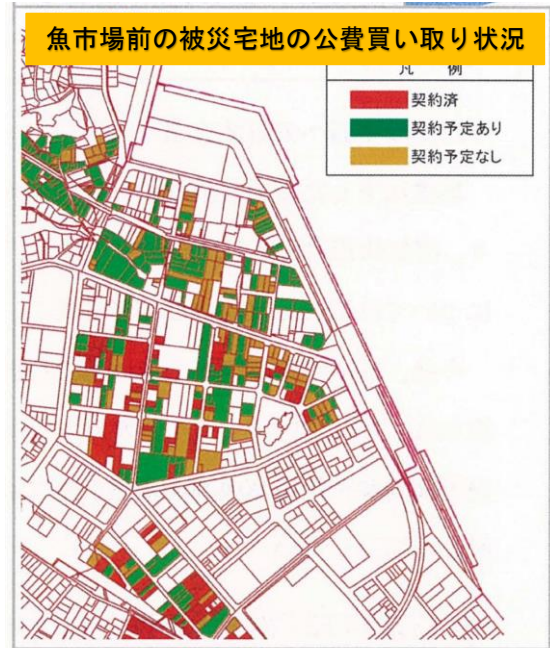 魚市場前の被災宅地の公費買い取り状況
凡 例
契約済
契約予定あり
契約予定なし